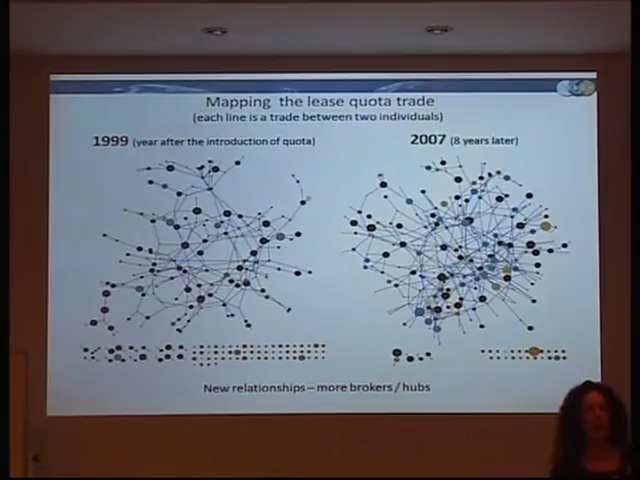 Mapping the lease quota trade
(each line is a trade between two individuals)
1999 (year after the introduction of quota)
2007 (8 years later)
New relationships – more brokers / hubs